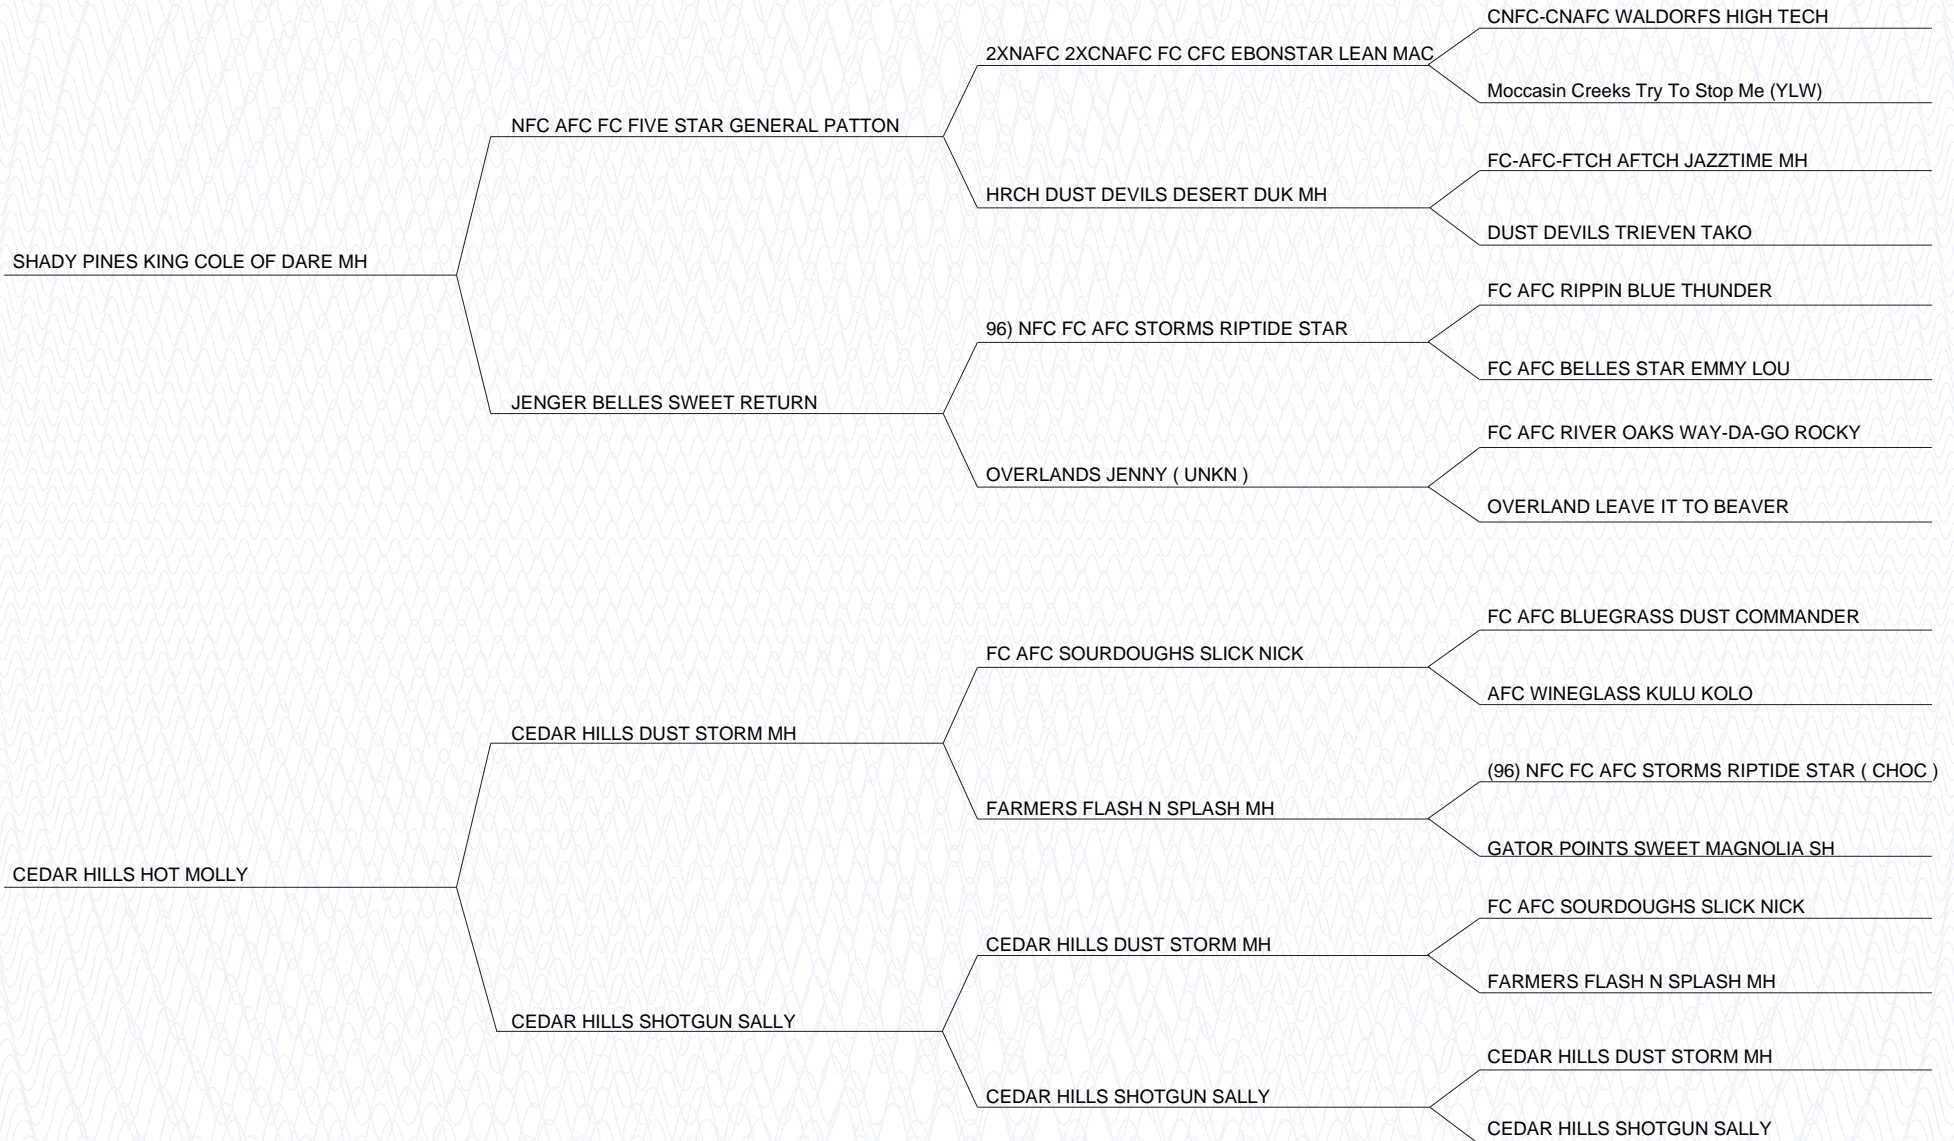 CNFC-CNAFC WALDORFS HIGH TECH
2XNAFC 2XCNAFC FC CFC EBONSTAR LEAN MAC
Moccasin Creeks Try To Stop Me (YLW)
NFC AFC FC FIVE STAR GENERAL PATTON
FC-AFC-FTCH AFTCH JAZZTIME MH
HRCH DUST DEVILS DESERT DUK MH
DUST DEVILS TRIEVEN TAKO
SHADY PINES KING COLE OF DARE MH
FC AFC RIPPIN BLUE THUNDER
96) NFC FC AFC STORMS RIPTIDE STAR
FC AFC BELLES STAR EMMY LOU
JENGER BELLES SWEET RETURN
FC AFC RIVER OAKS WAY-DA-GO ROCKY
OVERLANDS JENNY ( UNKN )
OVERLAND LEAVE IT TO BEAVER
FC AFC BLUEGRASS DUST COMMANDER
FC AFC SOURDOUGHS SLICK NICK
AFC WINEGLASS KULU KOLO
CEDAR HILLS DUST STORM MH
(96) NFC FC AFC STORMS RIPTIDE STAR ( CHOC )
FARMERS FLASH N SPLASH MH
GATOR POINTS SWEET MAGNOLIA SH
CEDAR HILLS HOT MOLLY
FC AFC SOURDOUGHS SLICK NICK
CEDAR HILLS DUST STORM MH
FARMERS FLASH N SPLASH MH
CEDAR HILLS SHOTGUN SALLY
CEDAR HILLS DUST STORM MH
CEDAR HILLS SHOTGUN SALLY
CEDAR HILLS SHOTGUN SALLY